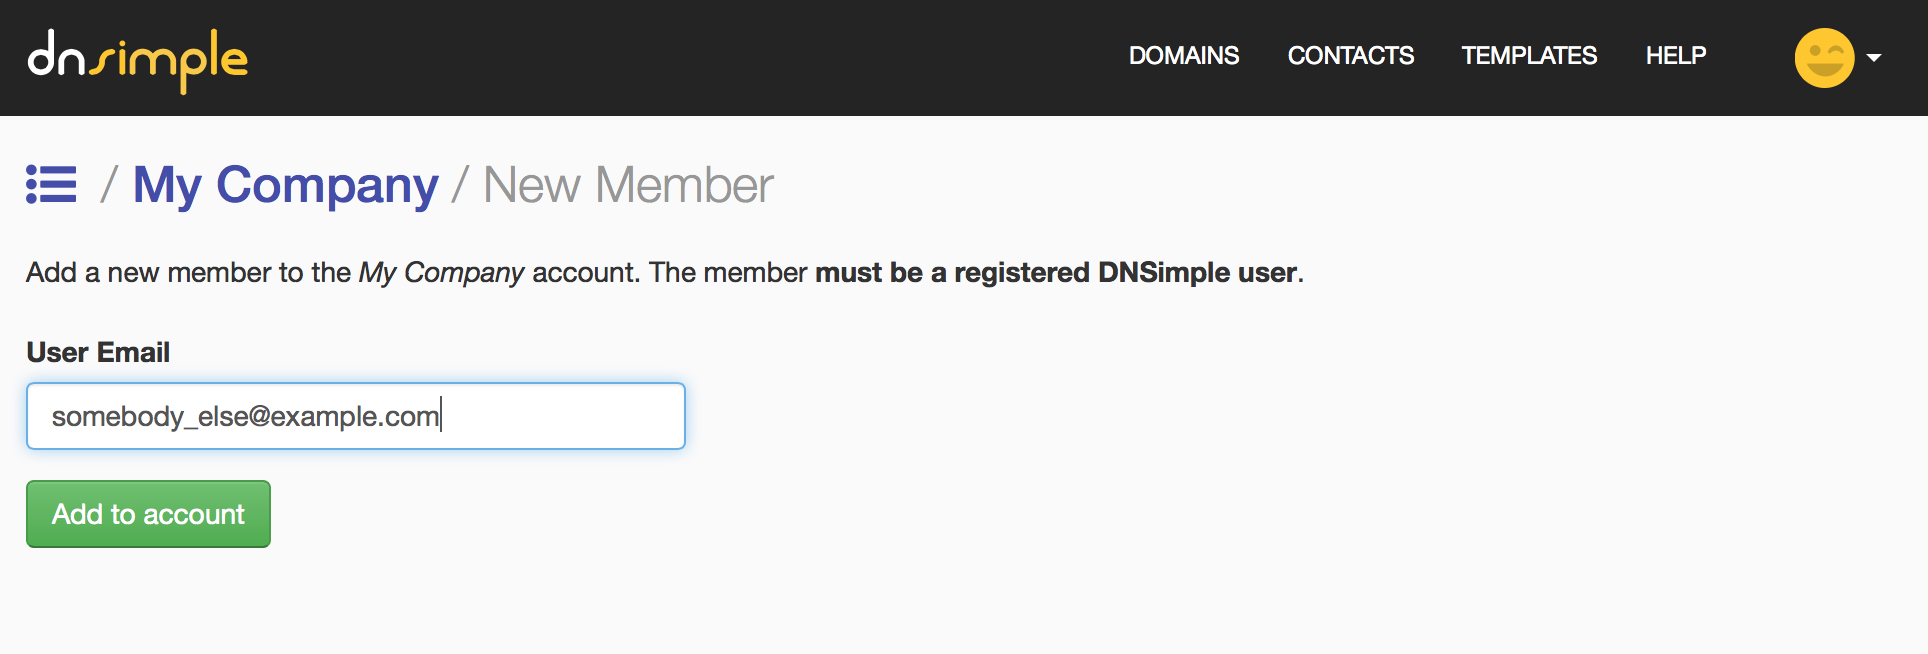 dnsimple
DOMAINS CONTACTS TEMPLATES HELP
/ My Company / New Member
Add a new member to the My Company account. The member must be a registered DNSimple user.
User Email
somebody_else@example.com
Add to account